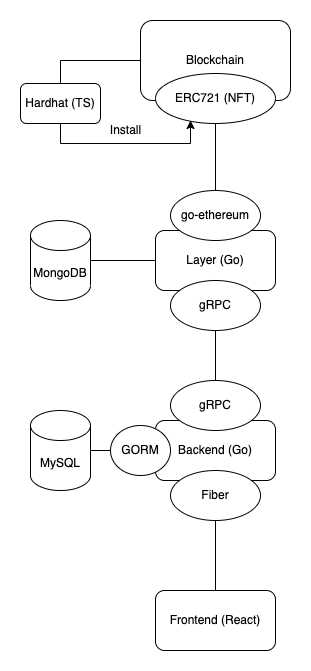 Blockchain
ERC721 (NFT)
Hardhat (TS)
Install
go-ethereum
Layer (Go)
MongoDB
gRPC
gRPC
Backend (Go)
GORM
MySQL
Fiber
Frontend (React)